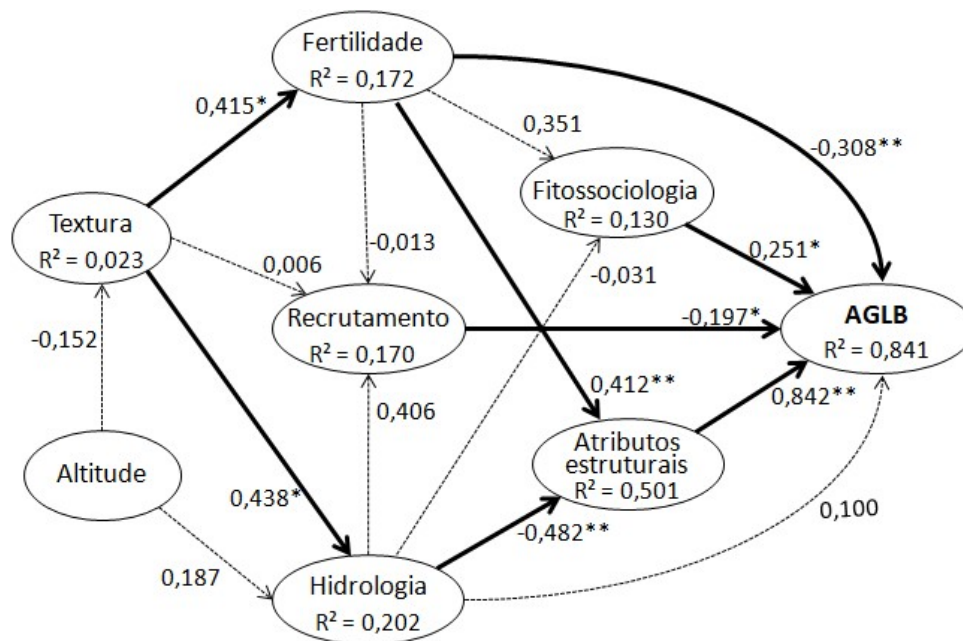 Fertilidade
R² = 0,172
0,415*
0,351
-0,308**
Fitossociologia
R² = 0,130
Textura
R² = 0,023
-0,013
0,006
-0,031
0,251*
Recrutamento
R² = 0,170
-0,197*
AGLB
R² = 0,841
-0,152
0,412**
0,842**
0,406
Atributos
estruturais
R² = 0,501
Altitude
0,438*
-0,482**
0,100
0,187
Hidrologia
R² = 0,202